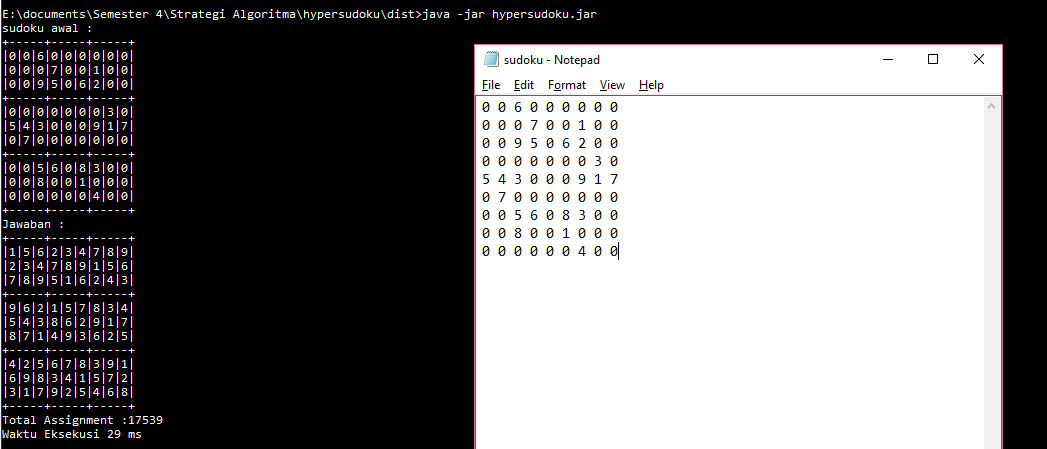 E:\documents\Semester 4\Strategi Algoritma\hypersudoku\dist>java -jar hypersudoku.jar
sudoku awal :
+-----+-----+-----+
|0|0|6|0|0|0|0|0|0|
|0|0|0|7|0|0|1|0|0|
|0|0|9|5|0|6|2|0|0|
+-----+-----+-----+
|0|0|0|0|0|0|0|3|0|
|5|4|3|0|0|0|9|1|7|
|0|7|0|0|0|0|0|0|0|
+-----+-----+-----+
|0|0|5|6|0|8|3|0|0|
|0|0|8|0|0|1|0|0|0|
|0|0|0|0|0|0|4|0|0|
+-----+-----+-----+
Jawaban :
+-----+-----+-----+
|1|5|6|2|3|4|7|8|9|
|2|3|4|7|8|9|1|5|6|
|7|8|9|5|1|6|2|4|3|
+-----+-----+-----+
|9|6|2|1|5|7|8|3|4|
|5|4|3|8|6|2|9|1|7|
|8|7|1|4|9|3|6|2|5|
+-----+-----+-----+
|4|2|5|6|7|8|3|9|1|
|6|9|8|3|4|1|5|7|2|
|3|1|7|9|2|5|4|6|8|
+-----+-----+-----+
Total Assignment :17539
Waktu Eksekusi 29 ms
sudoku - Notepad
File Edit Format View Help
0 0 6 0 0 0 0 0 0
0 0 0 7 0 0 1 0 0
0 0 9 5 0 6 2 0 0
0 0 0 0 0 0 0 3 0
5 4 3 0 0 0 9 1 7
0 7 0 0 0 0 0 0 0
0 0 5 6 0 8 3 0 0
0 0 8 0 0 1 0 0 0
0 0 0 0 0 0 4 0 0